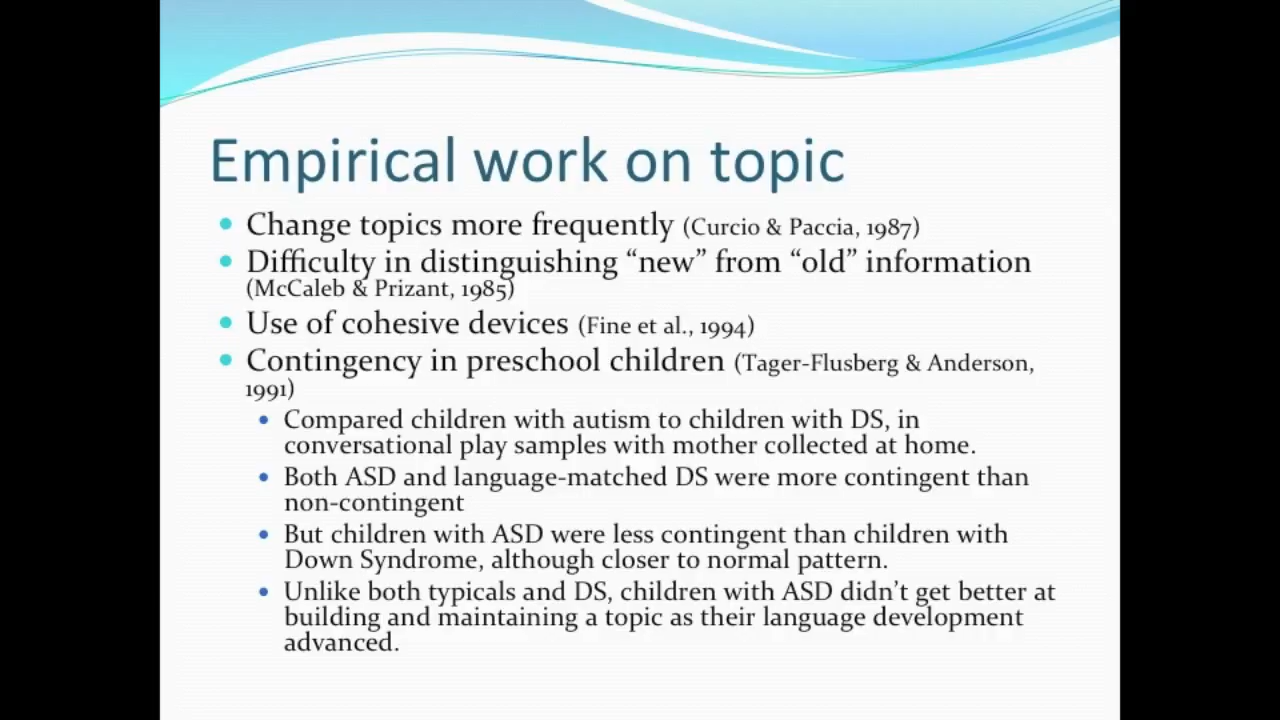 Empirical work on topic
Change topics more frequently (Curcio & Paccia, 1987)
Difficulty in distinguishing “new” from “old” information
(McCaleb & Prizant, 1985)
Use of cohesive devices (Fine et al., 1994)
Contingency in preschool children (Tager-Flusberg & Anderson,
1991)
Compared children with autism to children with DS, in
conversational play samples with mother collected at home.
Both ASD and language-matched DS were more contingent than
non-contingent
But children with ASD were less contingent than children with
Down Syndrome, although closer to normal pattern.
Unlike both typicals and DS, children with ASD didn’t get better at
building and maintaining a topic as their language development
advanced.